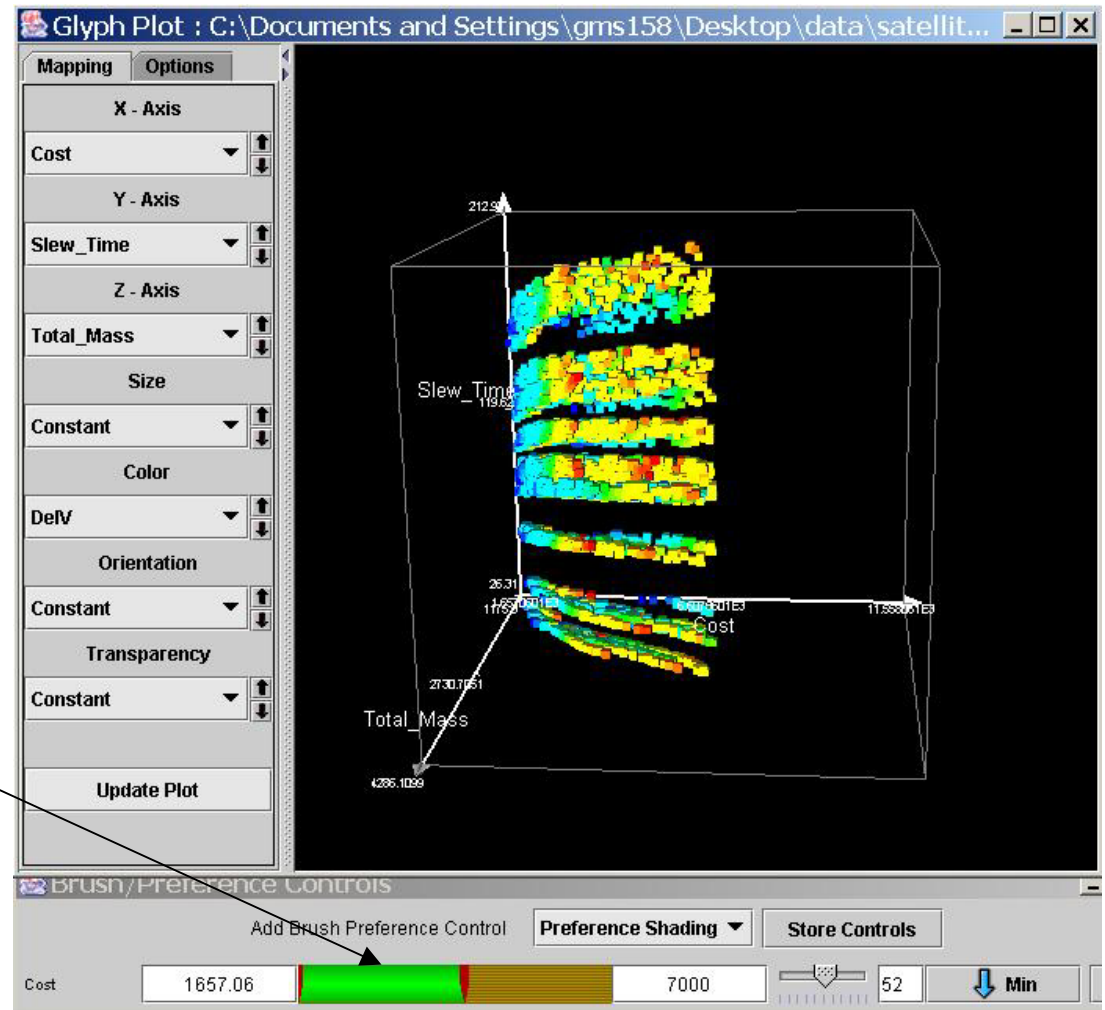 Glyph Plot : C:\Documents and Settings\gms158\Desktop\data\satellit...
Mapping Options
X - Axis
Cost
Y - Axis
Slew_Time
Z - Axis
Total_Mass
Size
Constant
Color
DelV
Orientation
Constant
Transparency
Constant
Update Plot
Slew_Time
26.31
Cost
Total_Mass
4286.1099
Brush/Preference Controls
Add Brush Preference Control Preference Shading Store Controls
Cost 1657.06 7000 52 Min